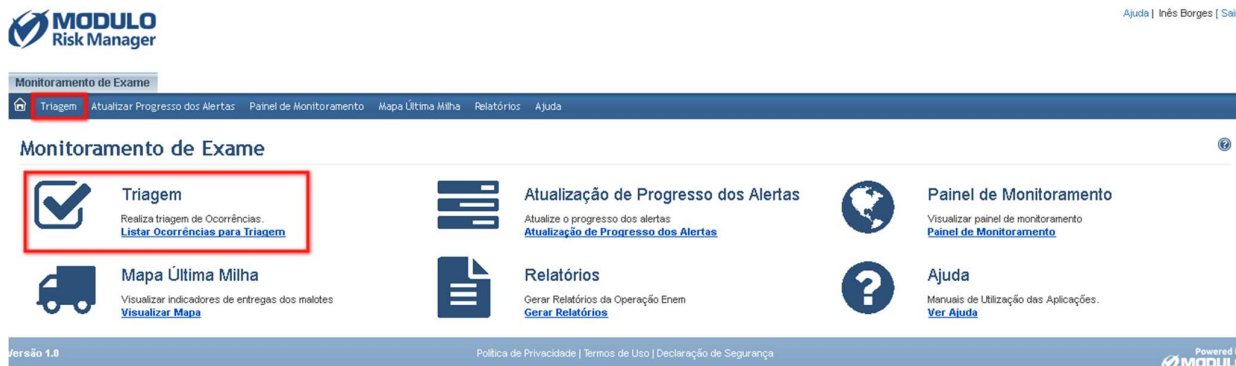 MODULO
Risk Manager
Ajuda | Inês Borges [ Sai
Monitoramento de Exame
Triagem Atualizar Progresso dos Alertas Painel de Monitoramento Mapa Última Milha Relatórios Ajuda
Monitoramento de Exame
Triagem
Realiza triagem de Ocorrências.
Listar Ocorrências para Triagem
Atualização de Progresso dos Alertas
Atualize o progresso dos alertas
Atualização de Progresso dos Alertas
Painel de Monitoramento
Visualizar painel de monitoramento
Painel de Monitoramento
Mapa Última Milha
Visualizar indicadores de entregas dos malotes
Visualizar Mapa
Relatórios
Gerar Relatórios da Operação Enem
Gerar Relatórios
Ajuda
Manuais de Utilização das Aplicações.
Ver Ajuda
Versão 1.0
Política de Privacidade | Termos de Uso | Declaração de Segurança
Powered
MODUL